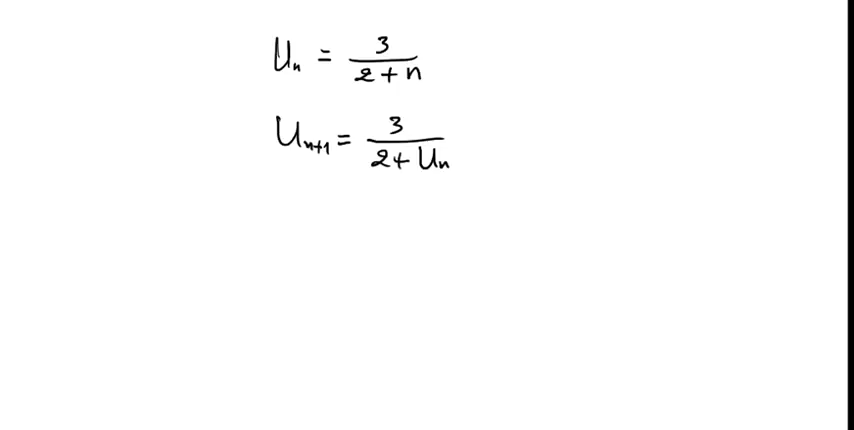 Uₙ = 3/(2+n)
Uₙ₊₁ = 3/(2+Uₙ)